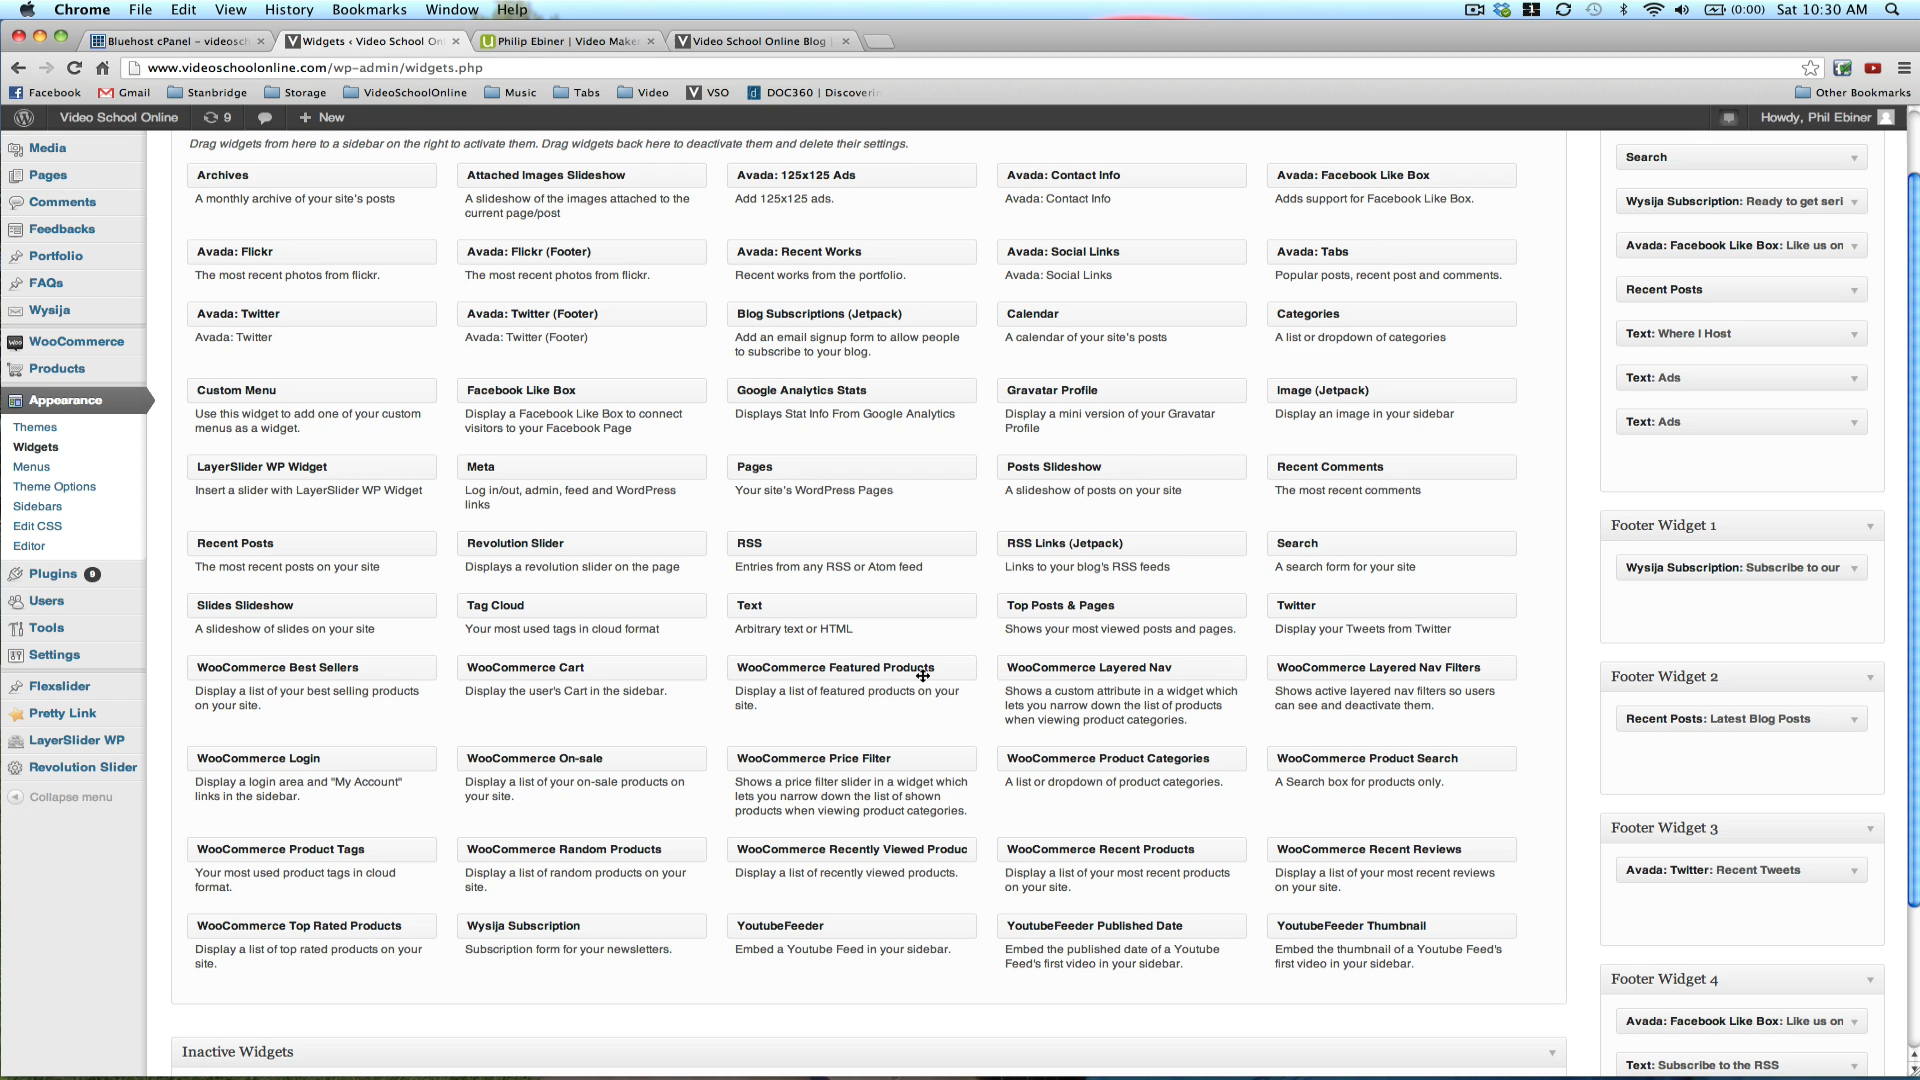 Chrome File Edit View History Bookmarks Window Help (0:00) Sat 10:30 AM
Bluehost cPanel – videosch
Widgets ‹ Video School Onl
Philip Ebiner | Video Maker
Video School Online Blog
www.videoschoolonline.com/wp-admin/widgets.php
Facebook Gmail Stanbridge Storage VideoSchoolOnline Music Tabs Video VSO DOC360 | Discoverin Other Bookmarks
Video School Online 9 + New Howdy, Phil Ebiner
Media
Pages
Comments
Feedbacks
Portfolio
FAQs
Wysija
WooCommerce
Products
Appearance
Themes
Widgets
Menus
Theme Options
Sidebars
Edit CSS
Editor
Plugins 9
Users
Tools
Settings
Flexslider
Pretty Link
LayerSlider WP
Revolution Slider
Collapse menu
Drag widgets from here to a sidebar on the right to activate them. Drag widgets back here to deactivate them and delete their settings.
Archives
A monthly archive of your site's posts
Attached Images Slideshow
A slideshow of the images attached to the
current page/post
Avada: 125x125 Ads
Add 125x125 ads.
Avada: Contact Info
Avada: Contact Info
Avada: Facebook Like Box
Adds support for Facebook Like Box.
Avada: Flickr
The most recent photos from flickr.
Avada: Flickr (Footer)
The most recent photos from flickr.
Avada: Recent Works
Recent works from the portfolio.
Avada: Social Links
Avada: Social Links
Avada: Tabs
Popular posts, recent post and comments.
Avada: Twitter
Avada: Twitter
Avada: Twitter (Footer)
Avada: Twitter (Footer)
Blog Subscriptions (Jetpack)
Add an email signup form to allow people
to subscribe to your blog.
Calendar
A calendar of your site's posts
Categories
A list or dropdown of categories
Custom Menu
Use this widget to add one of your custom
menus as a widget.
Facebook Like Box
Display a Facebook Like Box to connect
visitors to your Facebook Page
Google Analytics Stats
Displays Stat Info From Google Analytics
Gravatar Profile
Display a mini version of your Gravatar
Profile
Image (Jetpack)
Display an image in your sidebar
LayerSlider WP Widget
Insert a slider with LayerSlider WP Widget
Meta
Log in/out, admin, feed and WordPress
links
Pages
Your site's WordPress Pages
Posts Slideshow
A slideshow of posts on your site
Recent Comments
The most recent comments
Recent Posts
The most recent posts on your site
Revolution Slider
Displays a revolution slider on the page
RSS
Entries from any RSS or Atom feed
RSS Links (Jetpack)
Links to your blog's RSS feeds
Search
A search form for your site
Slides Slideshow
A slideshow of slides on your site
Tag Cloud
Your most used tags in cloud format
Text
Arbitrary text or HTML
Top Posts & Pages
Shows your most viewed posts and pages.
Twitter
Display your Tweets from Twitter
WooCommerce Best Sellers
Display a list of your best selling products
on your site.
WooCommerce Cart
Display the user's Cart in the sidebar.
WooCommerce Featured Products
Display a list of featured products on your
site.
WooCommerce Layered Nav
Shows a custom attribute in a widget which
lets you narrow down the list of products
when viewing product categories.
WooCommerce Layered Nav Filters
Shows active layered nav filters so users
can see and deactivate them.
WooCommerce Login
Display a login area and "My Account"
links in the sidebar.
WooCommerce On-sale
Display a list of your on-sale products on
your site.
WooCommerce Price Filter
Shows a price filter slider in a widget which
lets you narrow down the list of shown
products when viewing product categories.
WooCommerce Product Categories
A list or dropdown of product categories.
WooCommerce Product Search
A Search box for products only.
WooCommerce Product Tags
Your most used product tags in cloud
format.
WooCommerce Random Products
Display a list of random products on your
site.
WooCommerce Recently Viewed Produc
Display a list of recently viewed products.
WooCommerce Recent Products
Display a list of your most recent products
on your site.
WooCommerce Recent Reviews
Display a list of your most recent reviews
on your site.
WooCommerce Top Rated Products
Display a list of top rated products on your
site.
Wysija Subscription
Subscription form for your newsletters.
YoutubeFeeder
Embed a Youtube Feed in your sidebar.
YoutubeFeeder Published Date
Embed the published date of a Youtube
Feed's first video in your sidebar.
YoutubeFeeder Thumbnail
Embed the thumbnail of a Youtube Feed's
first video in your sidebar.
Inactive Widgets
Search
Wysija Subscription: Ready to get seri
Avada: Facebook Like Box: Like us on
Recent Posts
Text: Where I Host
Text: Ads
Text: Ads
Footer Widget 1
Wysija Subscription: Subscribe to our
Footer Widget 2
Recent Posts: Latest Blog Posts
Footer Widget 3
Avada: Twitter: Recent Tweets
Footer Widget 4
Avada: Facebook Like Box: Like us on
Text: Subscribe to the RSS